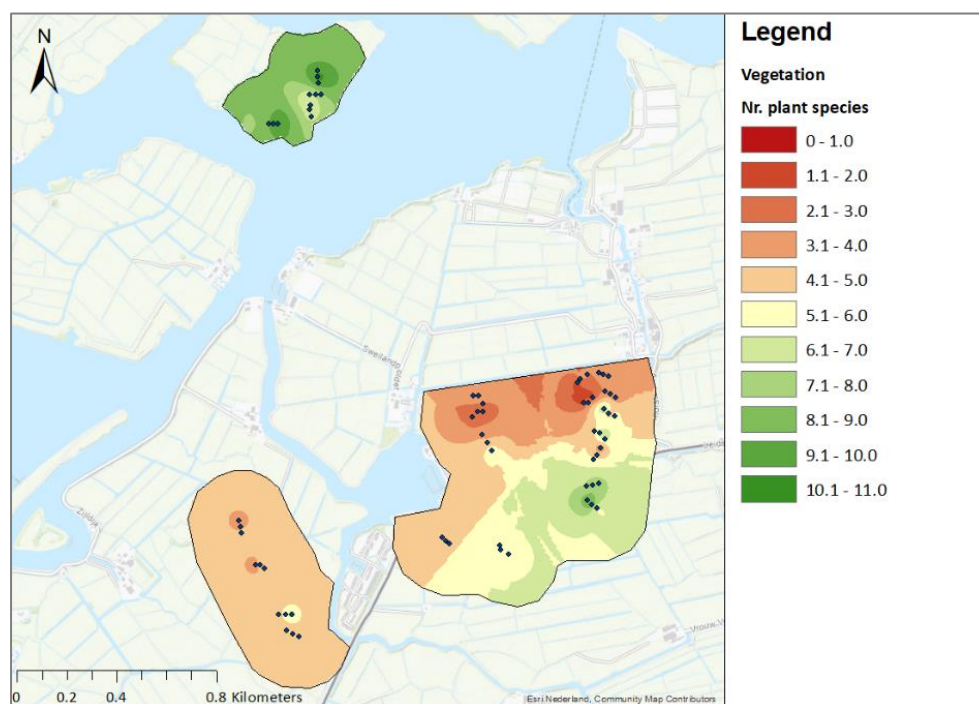 N
Legend
Vegetation
Nr. plant species
0 - 1.0
1.1 - 2.0
2.1 - 3.0
3.1 - 4.0
4.1 - 5.0
5.1 - 6.0
6.1 - 7.0
7.1 - 8.0
8.1 - 9.0
9.1 - 10.0
10.1 - 11.0
Sweilandpolder
Zijldijk
0 0.2 0.4 0.8 Kilometers
Esri Nederland, Community Map Contributors